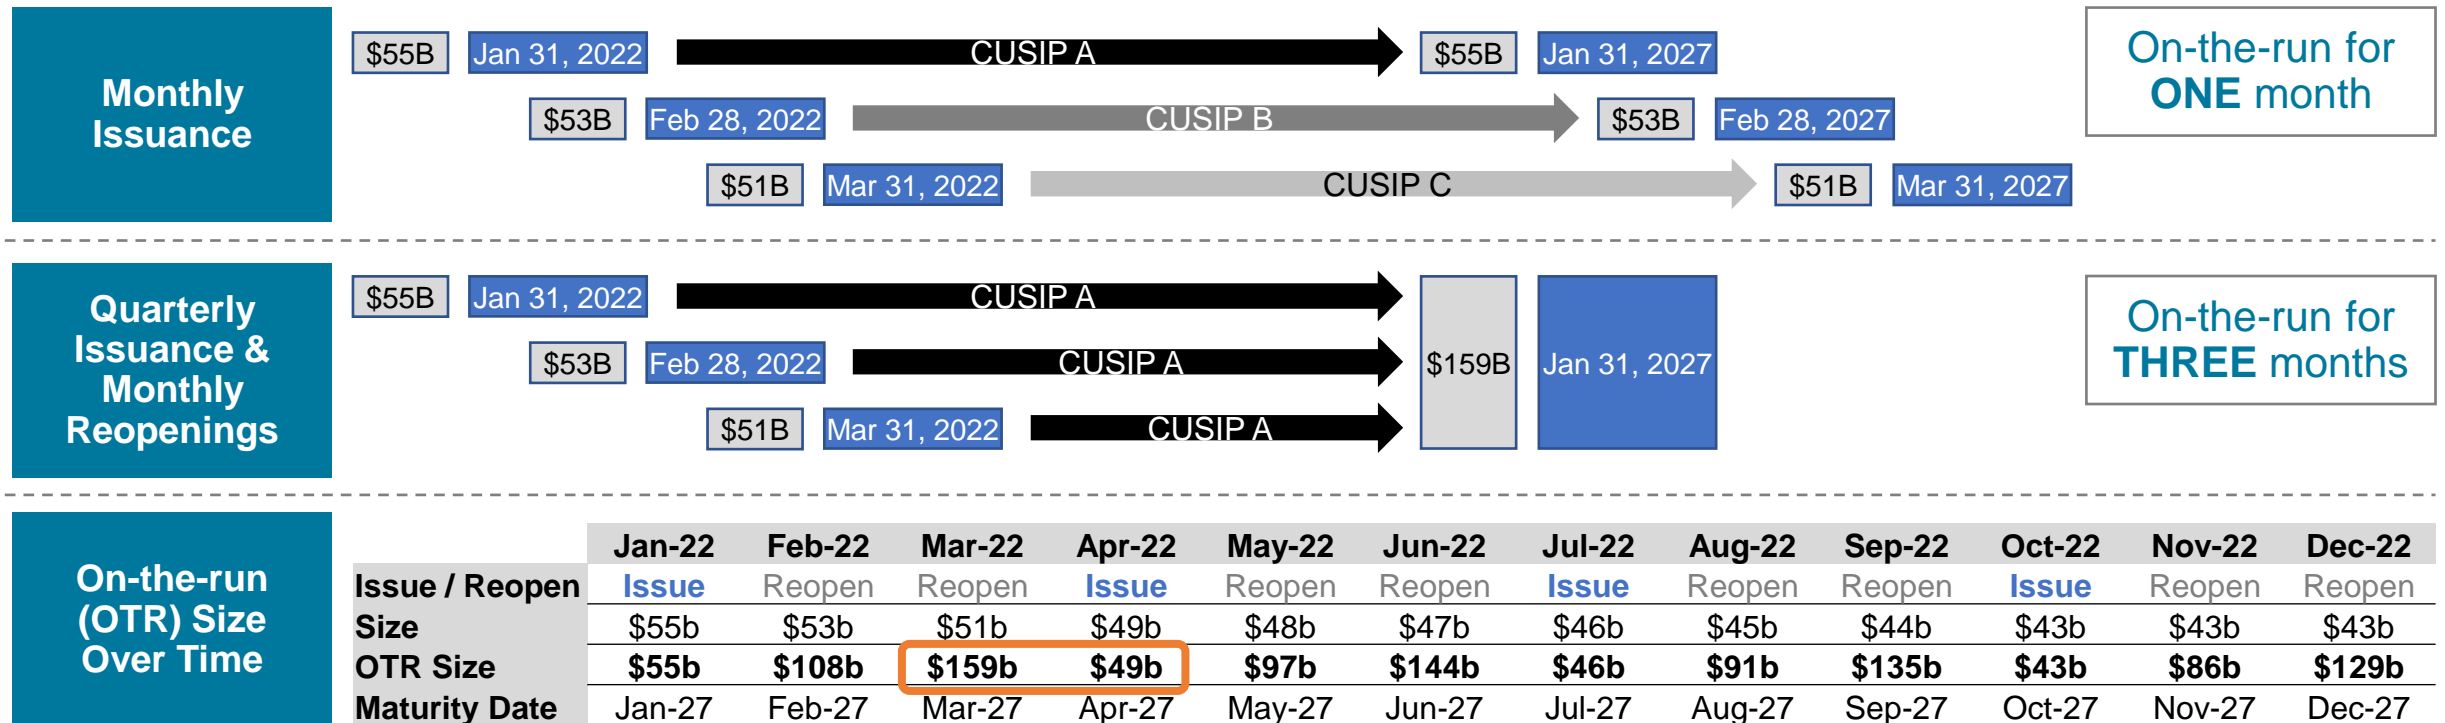 Monthly
Issuance
$55B Jan 31, 2022 CUSIP A $55B Jan 31, 2027
$53B Feb 28, 2022 CUSIP B $53B Feb 28, 2027
$51B Mar 31, 2022 CUSIP C $51B Mar 31, 2027
On-the-run for
ONE month
Quarterly
Issuance &
Monthly
Reopenings
$55B Jan 31, 2022 CUSIP A
$53B Feb 28, 2022 CUSIP A $159B Jan 31, 2027
$51B Mar 31, 2022 CUSIP A
On-the-run for
THREE months
On-the-run
(OTR) Size
Over Time
Jan-22 Feb-22 Mar-22 Apr-22 May-22 Jun-22 Jul-22 Aug-22 Sep-22 Oct-22 Nov-22 Dec-22
Issue / Reopen Issue Reopen Reopen Issue Reopen Reopen Issue Reopen Reopen Issue Reopen Reopen
Size $55b $53b $51b $49b $48b $47b $46b $45b $44b $43b $43b $43b
OTR Size $55b $108b $159b $49b $97b $144b $46b $91b $135b $43b $86b $129b
Maturity Date Jan-27 Feb-27 Mar-27 Apr-27 May-27 Jun-27 Jul-27 Aug-27 Sep-27 Oct-27 Nov-27 Dec-27